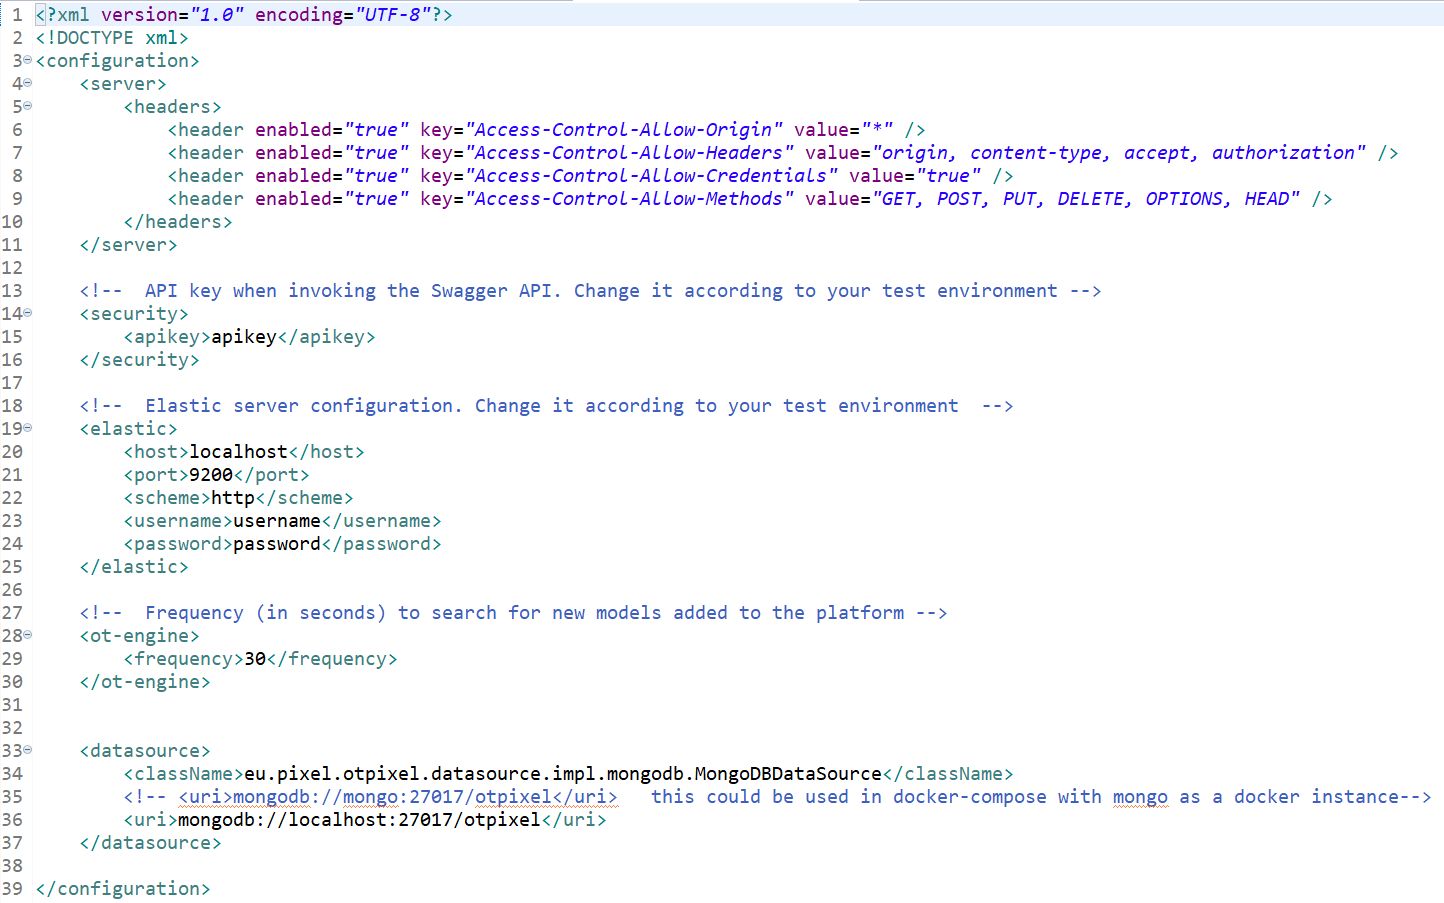 1 <?xml version="1.0" encoding="UTF-8"?>
2 <!DOCTYPE xml>
3 <configuration>
4     <server>
5         <headers>
6             <header enabled="true" key="Access-Control-Allow-Origin" value="*" />
7             <header enabled="true" key="Access-Control-Allow-Headers" value="origin, content-type, accept, authorization" />
8             <header enabled="true" key="Access-Control-Allow-Credentials" value="true" />
9             <header enabled="true" key="Access-Control-Allow-Methods" value="GET, POST, PUT, DELETE, OPTIONS, HEAD" />
10         </headers>
11     </server>
12
13     <!--  API key when invoking the Swagger API. Change it according to your test environment -->
14     <security>
15         <apikey>apikey</apikey>
16     </security>
17
18     <!--  Elastic server configuration. Change it according to your test environment  -->
19     <elastic>
20         <host>localhost</host>
21         <port>9200</port>
22         <scheme>http</scheme>
23         <username>username</username>
24         <password>password</password>
25     </elastic>
26
27     <!--  Frequency (in seconds) to search for new models added to the platform -->
28     <ot-engine>
29         <frequency>30</frequency>
30     </ot-engine>
31
32
33     <datasource>
34         <className>eu.pixel.otpixel.datasource.impl.mongodb.MongoDBDataSource</className>
35         <!-- <uri>mongodb://mongo:27017/otpixel</uri>   this could be used in docker-compose with mongo as a docker instance-->
36         <uri>mongodb://localhost:27017/otpixel</uri>
37     </datasource>
38
39 </configuration>